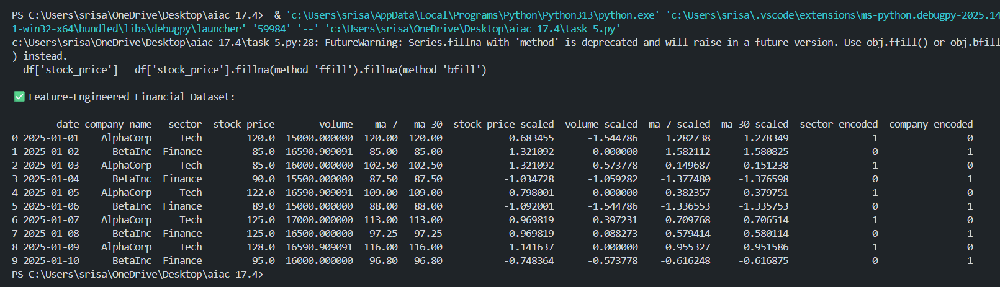 PS C:\Users\srisa\OneDrive\Desktop\aiac 17.4>  & 'c:\Users\srisa\AppData\Local\Programs\Python\Python313\python.exe' 'c:\Users\srisa\.vscode\extensions\ms-python.debugpy-2025.14
1-win32-x64\bundled\libs\debugpy\launcher' '59984' '--' 'c:\Users\srisa\OneDrive\Desktop\aiac 17.4\task 5.py'
c:\Users\srisa\OneDrive\Desktop\aiac 17.4\task 5.py:28: FutureWarning: Series.fillna with 'method' is deprecated and will raise in a future version. Use obj.ffill() or obj.bfill
) instead.
  df['stock_price'] = df['stock_price'].fillna(method='ffill').fillna(method='bfill')
✅ Feature-Engineered Financial Dataset:
date company_name sector stock_price volume ma_7 ma_30 stock_price_scaled volume_scaled ma_7_scaled ma_30_scaled sector_encoded company_encoded
0 2025-01-01 AlphaCorp Tech 120.0 15000.000000 120.00 120.00 0.683455 -1.544786 1.282738 1.278349 1 0
1 2025-01-02 BetaInc Finance 85.0 16590.909091 85.00 85.00 -1.321092 0.000000 -1.582112 -1.580825 0 1
2 2025-01-03 AlphaCorp Tech 85.0 16000.000000 102.50 102.50 -1.321092 -0.573778 -0.149687 -0.151238 1 0
3 2025-01-04 BetaInc Finance 90.0 15500.000000 87.50 87.50 -1.034728 -1.059282 -1.377480 -1.376598 0 1
4 2025-01-05 AlphaCorp Tech 122.0 16590.909091 109.00 109.00 0.798001 0.000000 0.382357 0.379751 1 0
5 2025-01-06 BetaInc Finance 89.0 15000.000000 88.00 88.00 -1.092001 -1.544786 -1.336553 -1.335753 0 1
6 2025-01-07 AlphaCorp Tech 125.0 17000.000000 113.00 113.00 0.969819 0.397231 0.709768 0.706514 1 0
7 2025-01-08 BetaInc Finance 125.0 16500.000000 97.25 97.25 0.969819 -0.088273 -0.579414 -0.580114 0 1
8 2025-01-09 AlphaCorp Tech 128.0 16590.909091 116.00 116.00 1.141637 0.000000 0.955327 0.951586 1 0
9 2025-01-10 BetaInc Finance 95.0 16000.000000 96.80 96.80 -0.748364 -0.573778 -0.616248 -0.616875 0 1
PS C:\Users\srisa\OneDrive\Desktop\aiac 17.4>